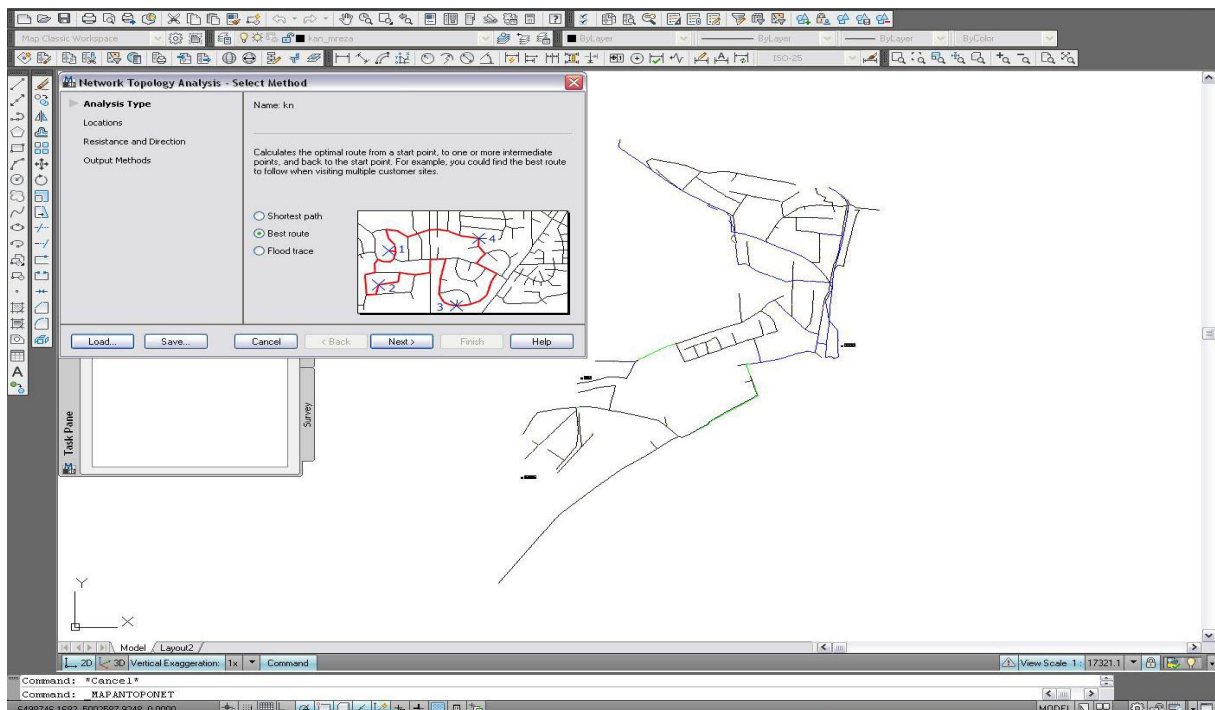 Map Classic Workspace
kan_mreza
ByLayer
ByLayer
ByLayer
ByColor
ISO-25
Network Topology Analysis - Select Method
Analysis Type
Locations
Resistance and Direction
Output Methods
Name: kn
Calculates the optimal route from a start point, to one or more intermediate
points, and back to the start point. For example, you could find the best route
to follow when visiting multiple customer sites.
Shortest path
Best route
Flood trace
1
2
3
4
Load...
Save...
Cancel
< Back
Next >
Finish
Help
Survey
Task Pane
Y
X
Model
Layout2
2D
3D
Vertical Exaggeration:
1x
Command
View Scale 1 : 17321.1
Command: *Cancel*
Command: _MAPANTOPONET
MODEL